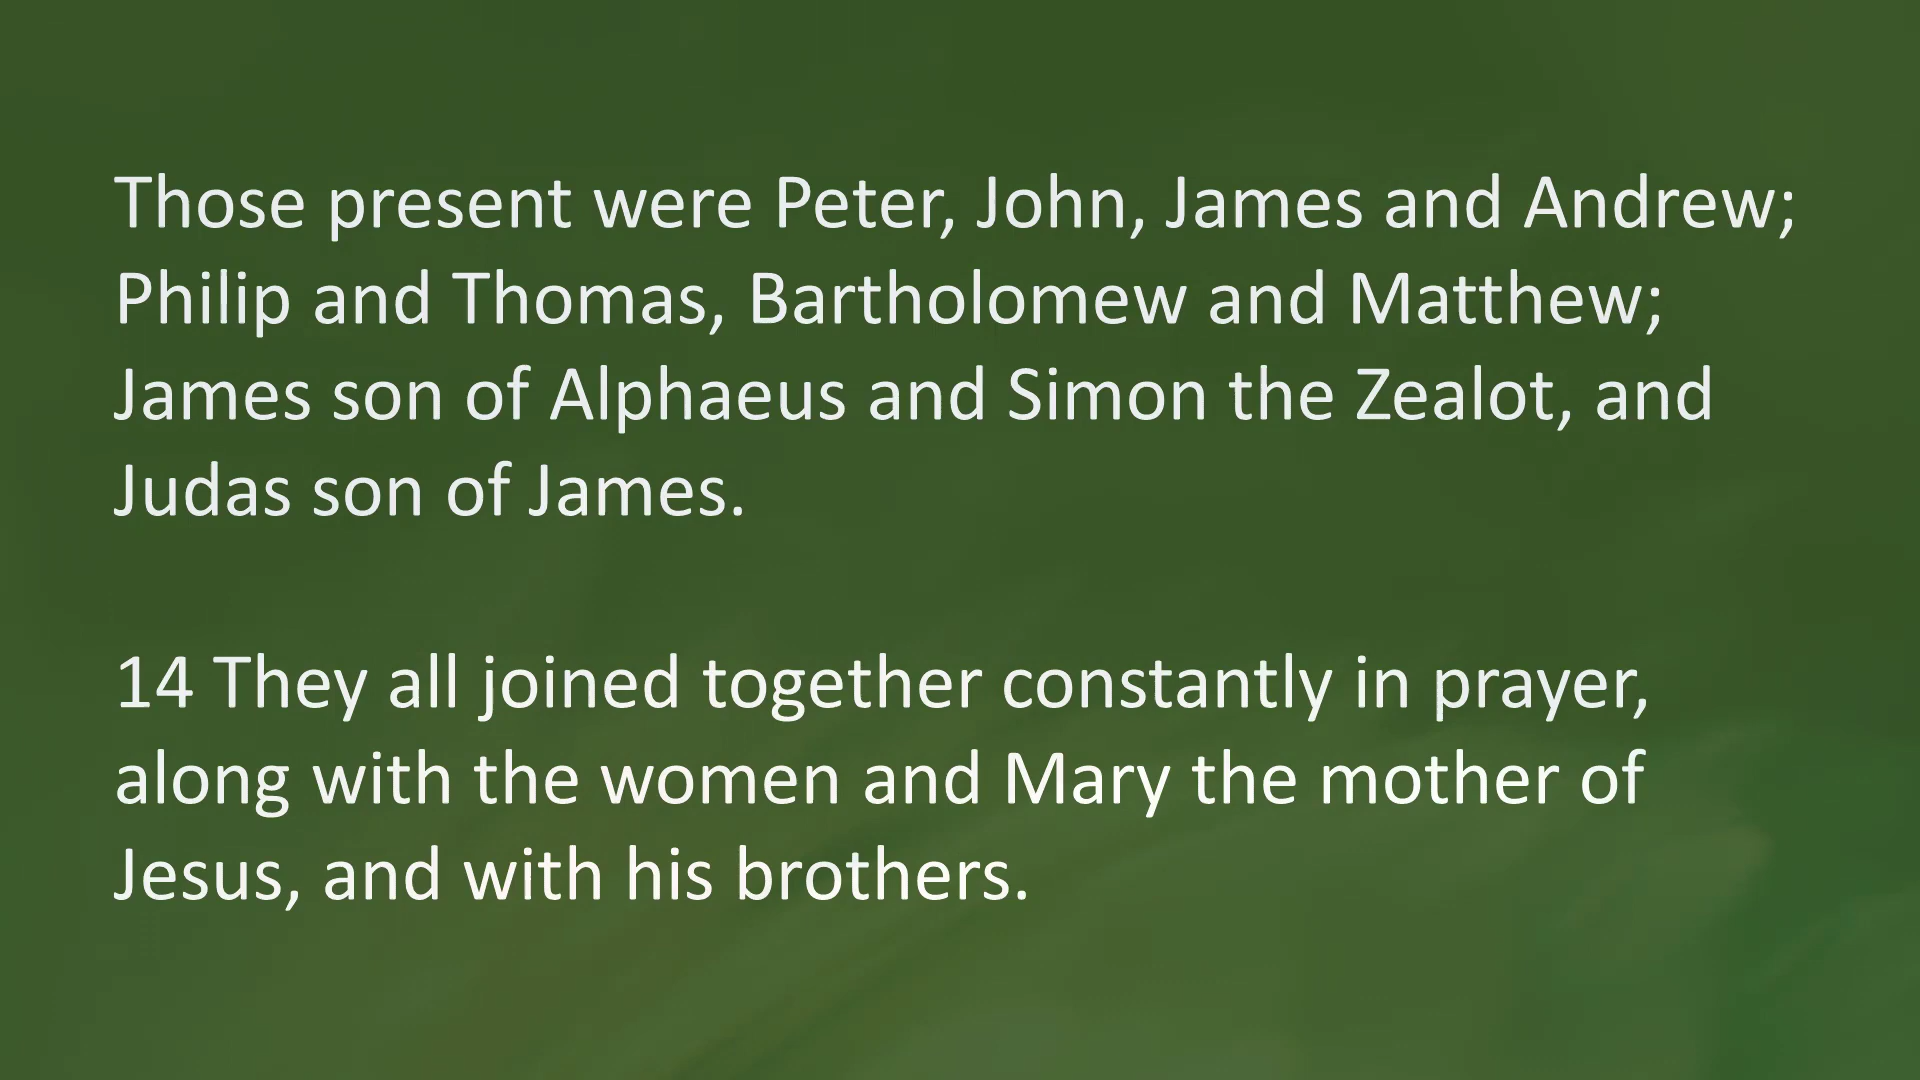 Those present were Peter, John, James and Andrew;
Philip and Thomas, Bartholomew and Matthew;
James son of Alphaeus and Simon the Zealot, and
Judas son of James.
14 They all joined together constantly in prayer,
along with the women and Mary the mother of
Jesus, and with his brothers.